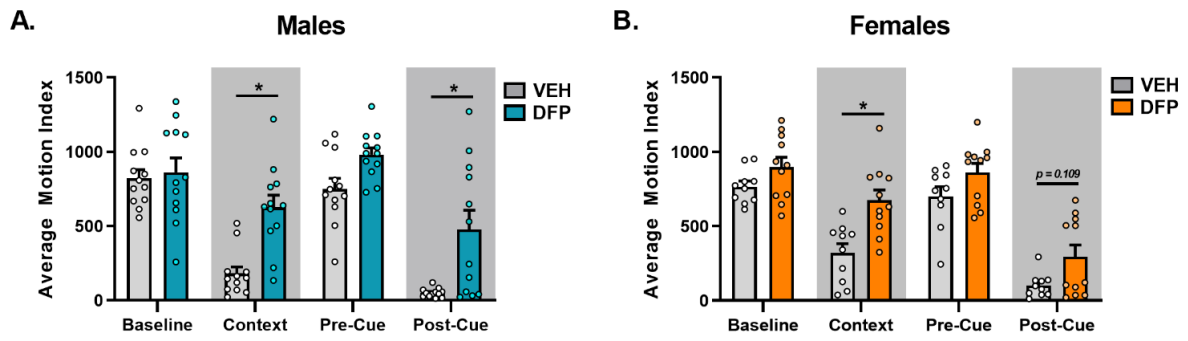 A.
Males
Average Motion Index
1500
1000
500
0
*
*
VEH
DFP
Baseline
Context
Pre-Cue
Post-Cue
B.
Females
Average Motion Index
1500
1000
500
0
*
p = 0.109
VEH
DFP
Baseline
Context
Pre-Cue
Post-Cue